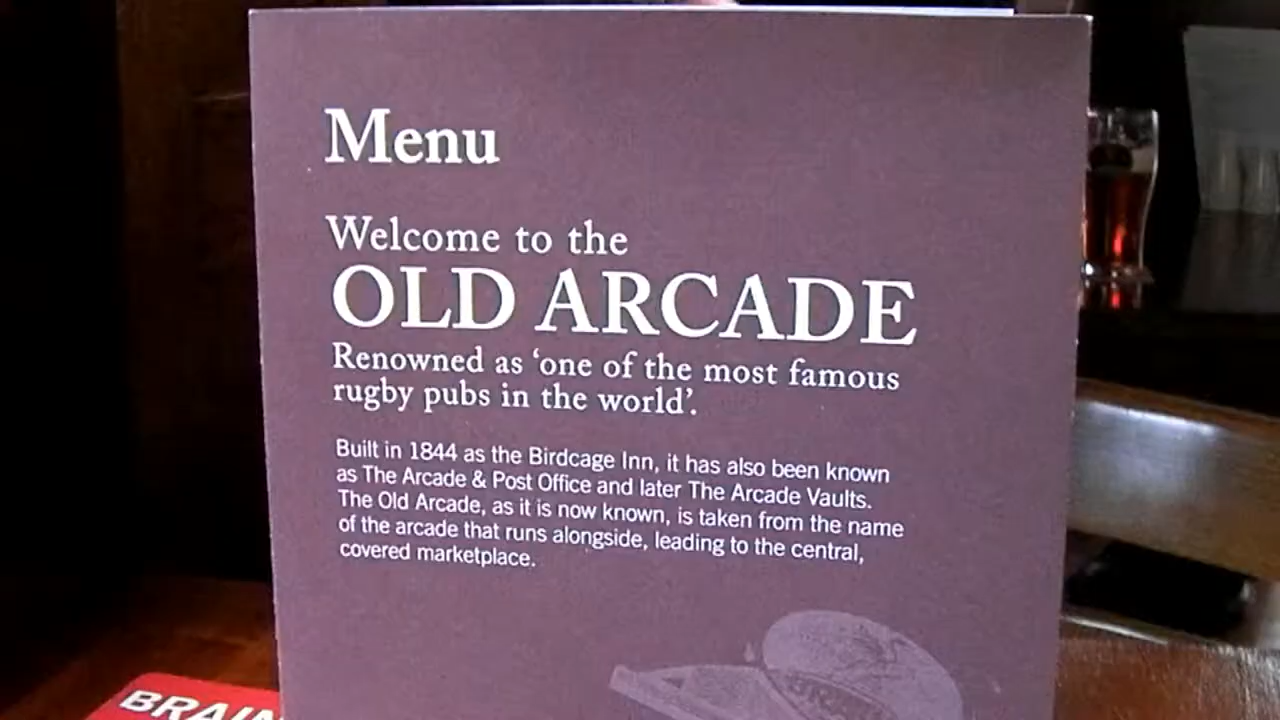 Menu
Welcome to the
OLD ARCADE
Renowned as ‘one of the most famous
rugby pubs in the world’.
Built in 1844 as the Birdcage Inn, it has also been known
as The Arcade & Post Office and later The Arcade Vaults.
The Old Arcade, as it is now known, is taken from the name
of the arcade that runs alongside, leading to the central,
covered marketplace.